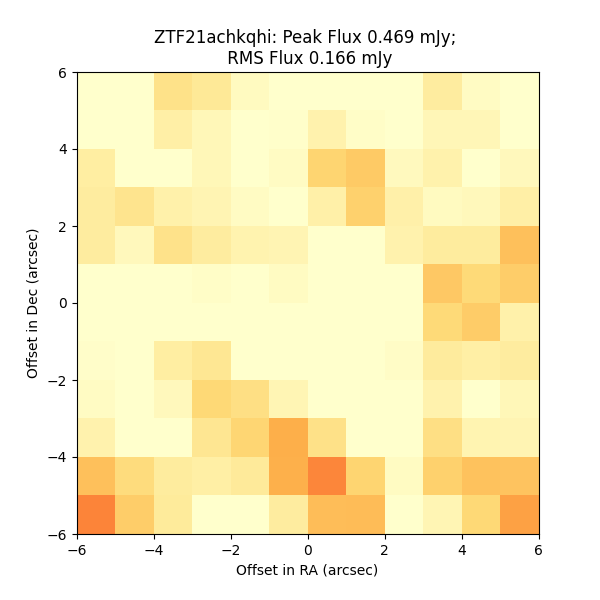 ZTF21achkqhi: Peak Flux 0.469 mJy;
RMS Flux 0.166 mJy
6
4
2
0
−2
−4
−6
Offset in Dec (arcsec)
−6 −4 −2 0 2 4 6
Offset in RA (arcsec)